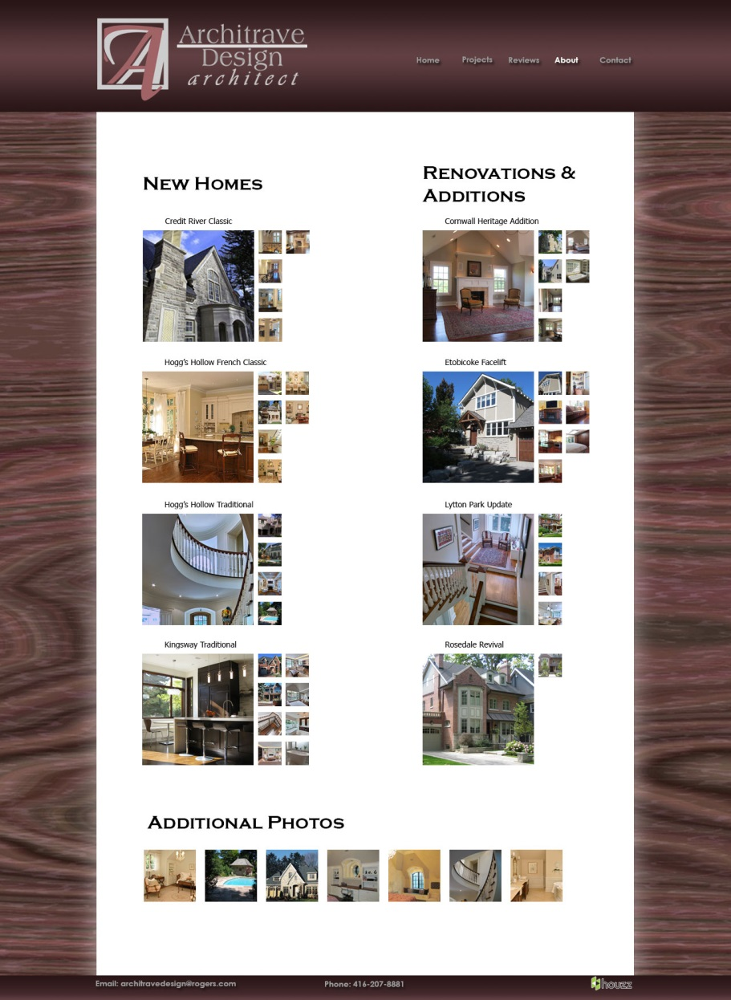 A
Architrave
Design
architect
Home Projects Reviews About Contact
New Homes
Renovations &
Additions
Credit River Classic
Cornwall Heritage Addition
Hogg's Hollow French Classic
Etobicoke Facelift
Hogg's Hollow Traditional
Lytton Park Update
Kingsway Traditional
Rosedale Revival
Additional Photos
Email: architravedesign@rogers.com
Phone: 416-207-8881
houzz